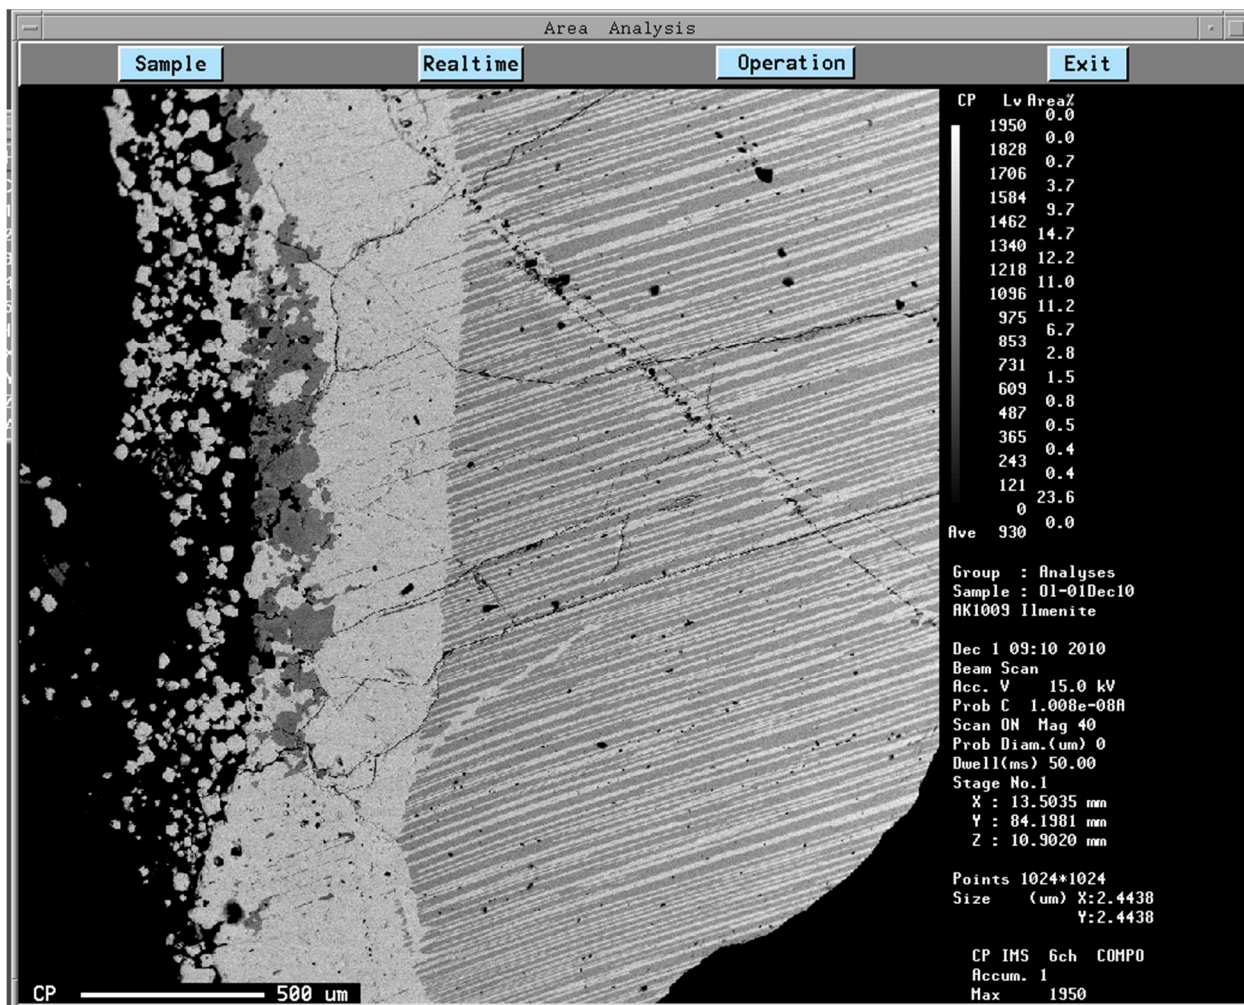 Area Analysis
Sample Realtime Operation Exit
CP Lv Area%
0.0
1950
0.0
1828
0.7
1706
3.7
1584
9.7
1462
14.7
1340
12.2
1218
11.0
1096
11.2
975
6.7
853
2.8
731
1.5
609
0.8
487
0.5
365
0.4
243
0.4
121
23.6
0
0.0
Ave 930
Group : Analyses
Sample : Ol-01Dec10
AK1009 Ilmenite
Dec 1 09:10 2010
Beam Scan
Acc. V 15.0 kV
Prob C 1.008e-08A
Scan ON Mag 40
Prob Diam.(um) 0
Dwell(ms) 50.00
Stage No.1
X : 13.5035 mm
Y : 84.1981 mm
Z : 10.9020 mm
Points 1024*1024
Size (um) X:2.4438
Y:2.4438
CP IMS 6ch COMPO
Accum. 1
Max 1950
CP 500 um